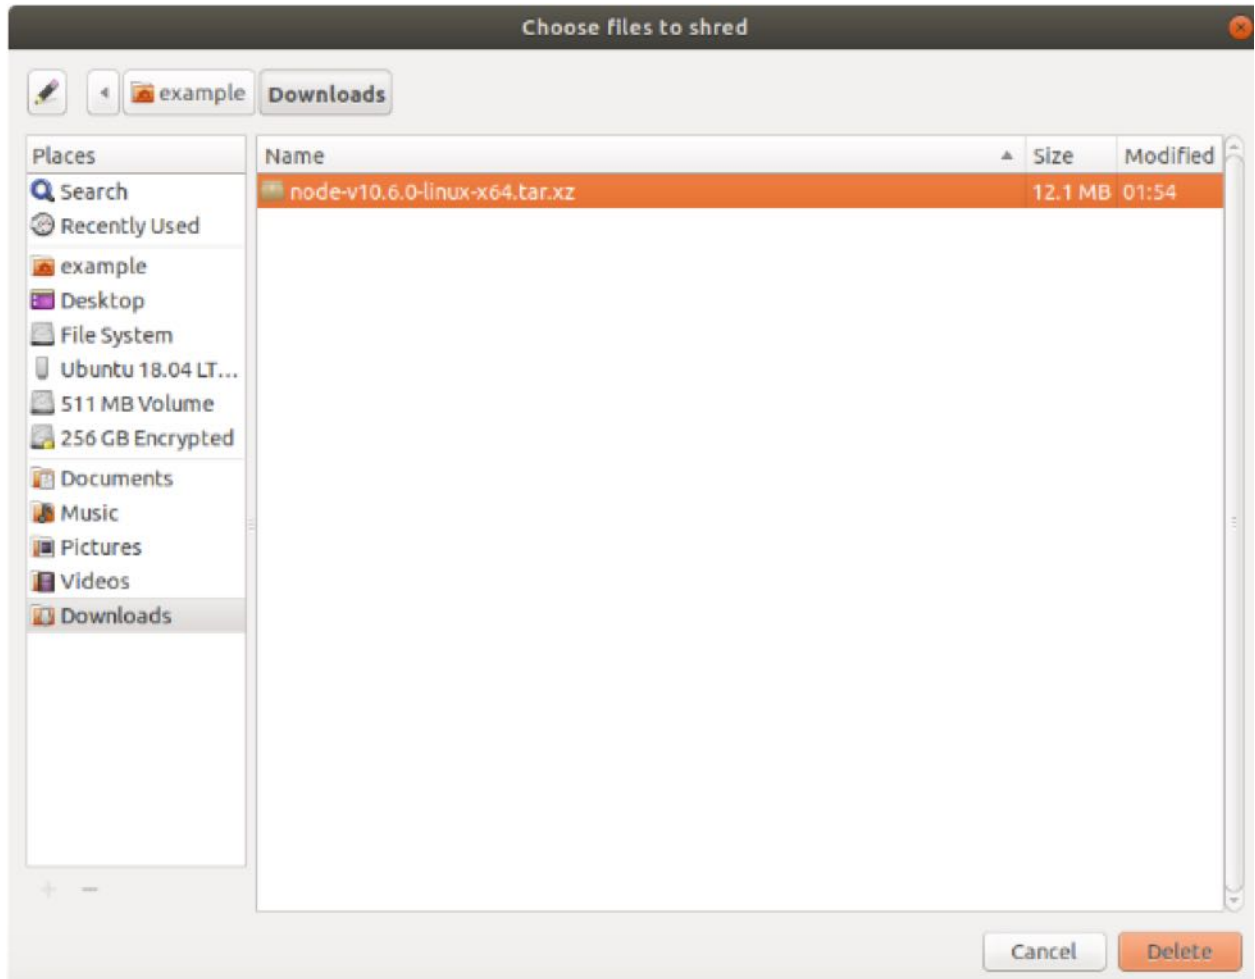 Choose files to shred
example Downloads
Places
Search
Recently Used
example
Desktop
File System
Ubuntu 18.04 LT...
511 MB Volume
256 GB Encrypted
Documents
Music
Pictures
Videos
Downloads
Name Size Modified
node-v10.6.0-linux-x64.tar.xz 12.1 MB 01:54
Cancel Delete